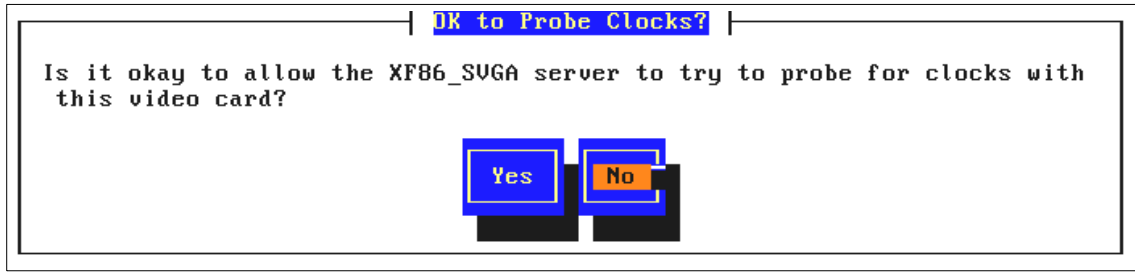 OK to Probe Clocks?
Is it okay to allow the XF86_SVGA server to try to probe for clocks with
this video card?
Yes No